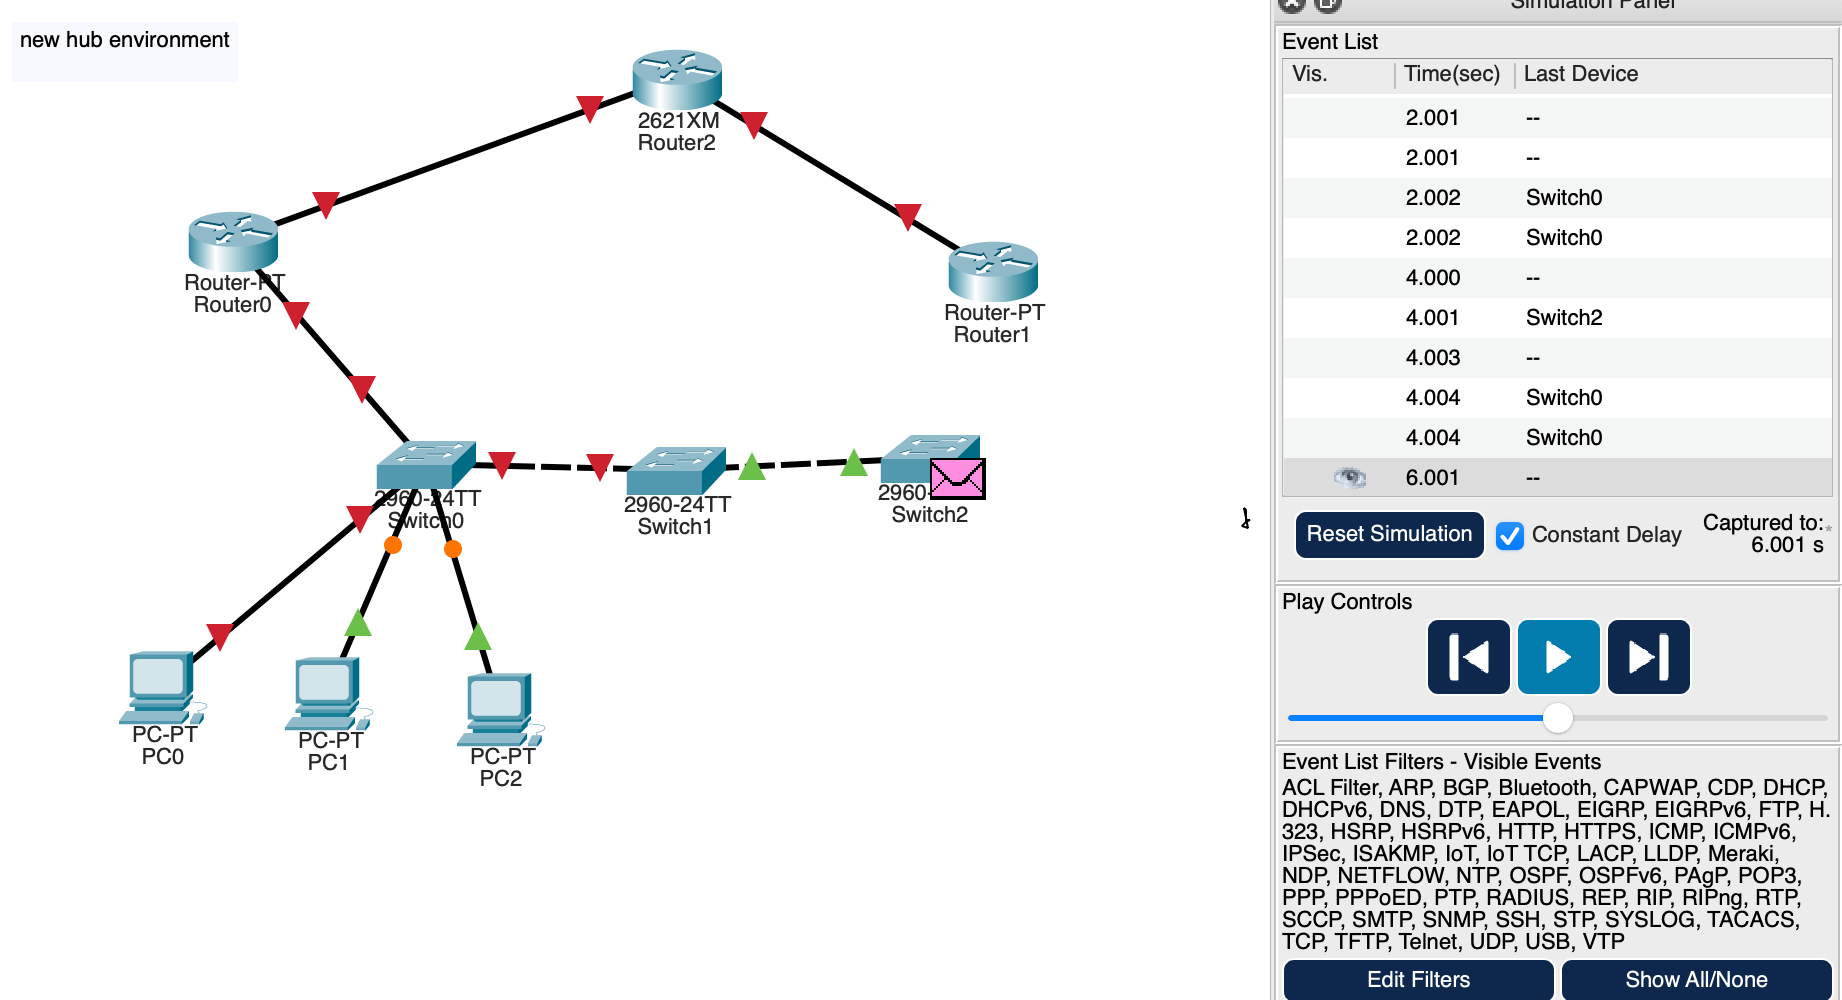 new hub environment
2621XM
Router2
Router-PT
Router0
Router-PT
Router1
2960-24TT
Switch0
2960-24TT
Switch1
2960-
Switch2
PC-PT
PC0
PC-PT
PC1
PC-PT
PC2
Simulation Panel
Event List
Vis. Time(sec) Last Device
2.001 --
2.001 --
2.002 Switch0
2.002 Switch0
4.000 --
4.001 Switch2
4.003 --
4.004 Switch0
4.004 Switch0
6.001 --
Reset Simulation Constant Delay Captured to:*
6.001 s
Play Controls
Event List Filters - Visible Events
ACL Filter, ARP, BGP, Bluetooth, CAPWAP, CDP, DHCP,
DHCPv6, DNS, DTP, EAPOL, EIGRP, EIGRPv6, FTP, H.
323, HSRP, HSRPv6, HTTP, HTTPS, ICMP, ICMPv6,
IPSec, ISAKMP, IoT, IoT TCP, LACP, LLDP, Meraki,
NDP, NETFLOW, NTP, OSPF, OSPFv6, PAgP, POP3,
PPP, PPPoED, PTP, RADIUS, REP, RIP, RIPng, RTP,
SCCP, SMTP, SNMP, SSH, STP, SYSLOG, TACACS,
TCP, TFTP, Telnet, UDP, USB, VTP
Edit Filters Show All/None